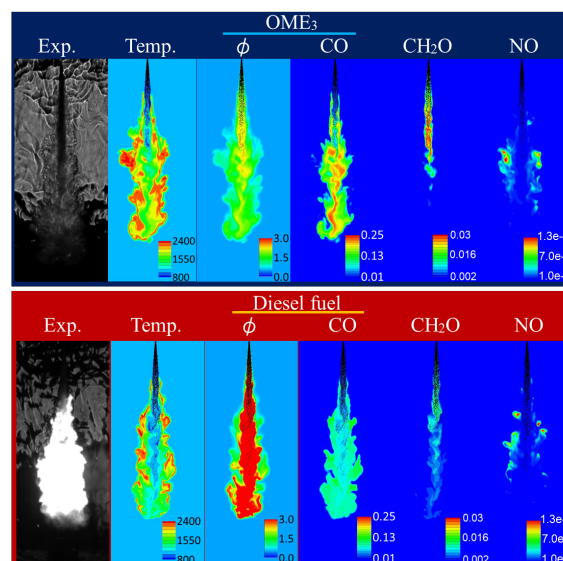 OME₃
Exp. Temp. ϕ CO CH₂O NO
2400 3.0 0.25 0.03 1.3e-
1550 1.5 0.13 0.016 7.0e-
800 0.0 0.01 0.002 1.0e-
Diesel fuel
Exp. Temp. ϕ CO CH₂O NO
2400 3.0 0.25 0.03 1.3e-
1550 1.5 0.13 0.016 7.0e
800 0.0 0.01 0.002 1.0e